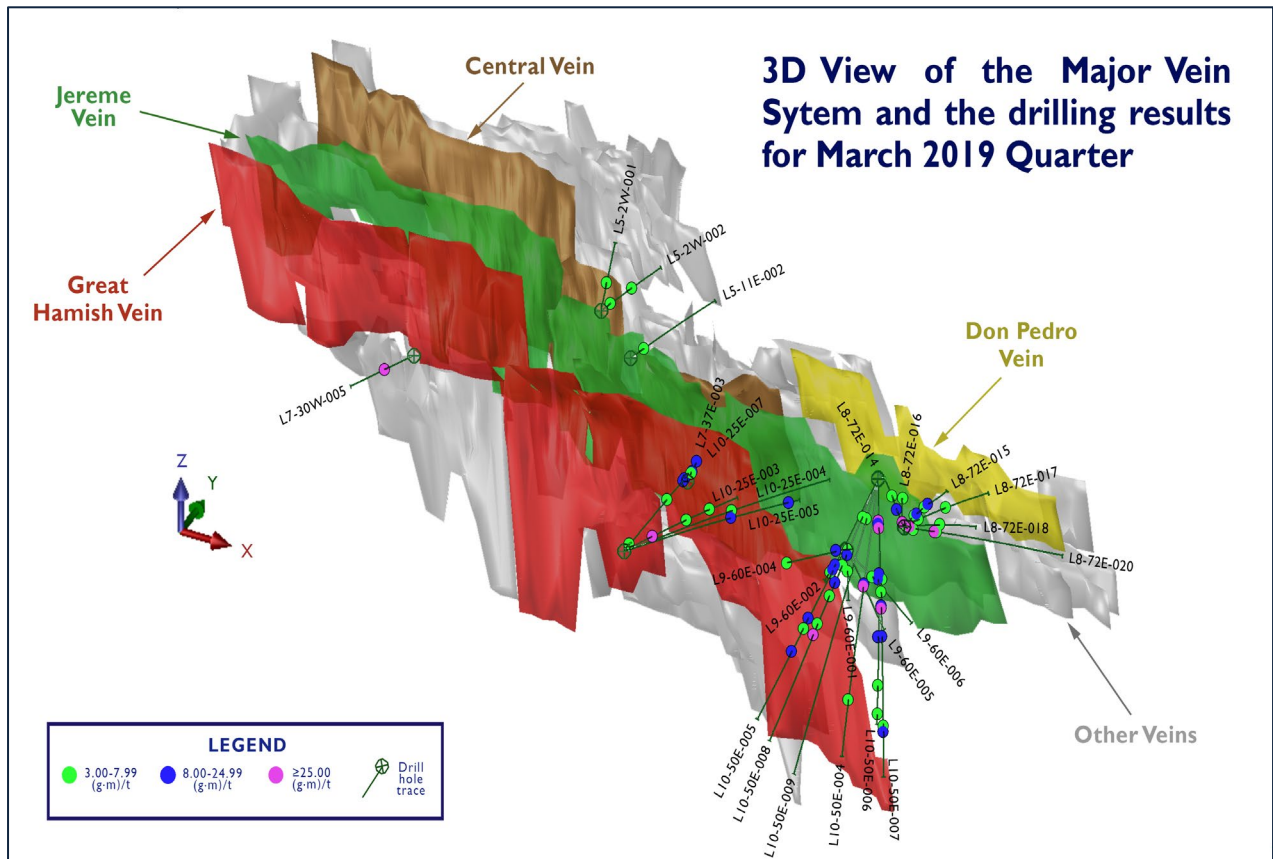 3D View of the Major Vein
Sytem and the drilling results
for March 2019 Quarter
Central Vein
Jereme
Vein
Great
Hamish Vein
Don Pedro
Vein
Other Veins
L5-2W-001
L5-2W-002
L5-11E-002
L7-30W-005
L7-37E-003
L10-25E-007
L10-25E-003
L10-25E-004
L10-25E-005
L8-72E-014
L8-72E-016
L8-72E-015
L8-72E-017
L8-72E-018
L8-72E-020
L9-60E-004
L9-60E-002
L9-60E-001
L9-60E-005
L9-60E-006
L10-50E-005
L10-50E-008
L10-50E-009
L10-50E-004
L10-50E-006
L10-50E-007
Z
Y
X
LEGEND
3.00-7.99
(g·m)/t
8.00-24.99
(g·m)/t
≥25.00
(g·m)/t
Drill
hole
trace